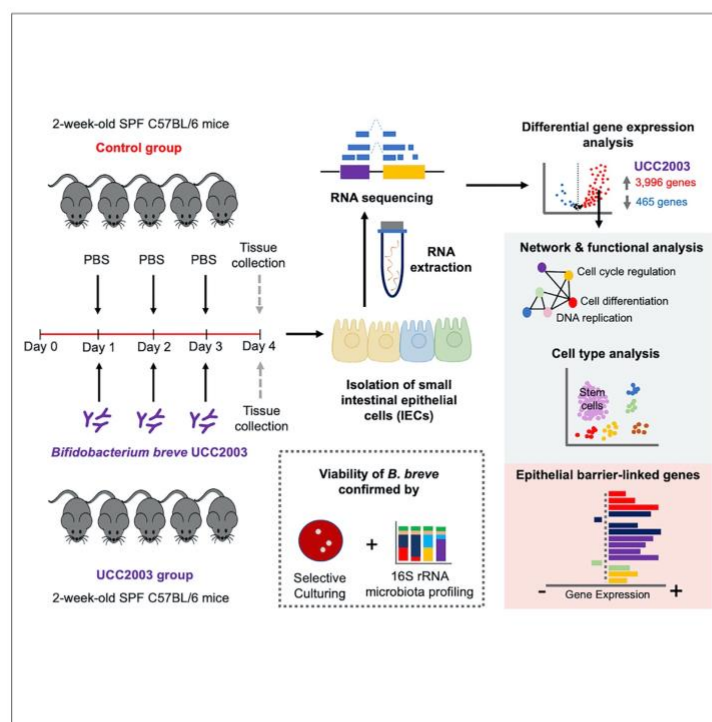 2-week-old SPF C57BL/6 mice
Control group
PBS
PBS
PBS
Tissue
collection
Day 0
Day 1
Day 2
Day 3
Day 4
Tissue
collection
Bifidobacterium breve UCC2003
UCC2003 group
2-week-old SPF C57BL/6 mice
RNA sequencing
RNA
extraction
Isolation of small
intestinal epithelial
cells (IECs)
Viability of B. breve
confirmed by
Selective
Culturing
+
16S rRNA
microbiota profiling
Differential gene expression
analysis
UCC2003
3,996 genes
465 genes
Network & functional analysis
Cell cycle regulation
Cell differentiation
DNA replication
Cell type analysis
Stem
cells
Epithelial barrier-linked genes
- Gene Expression +